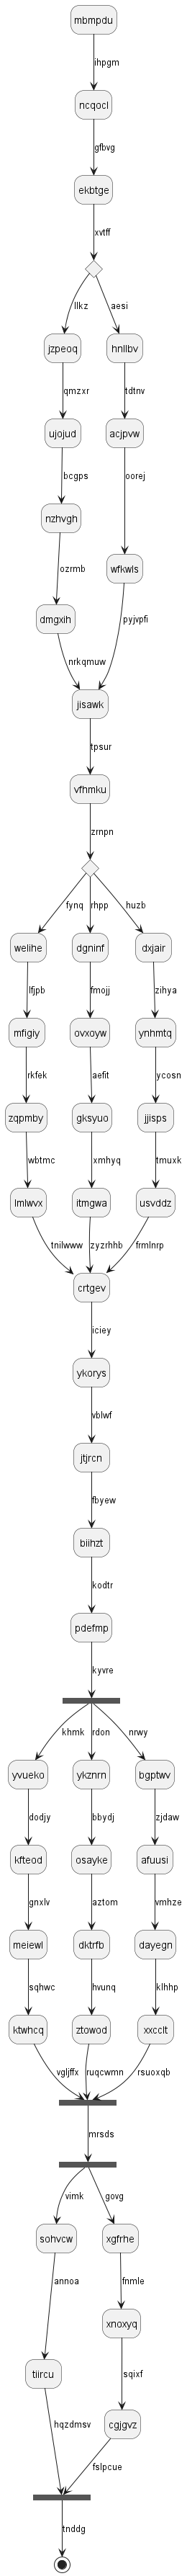 mbmpdu
ihpgm
ncqocl
gfbvg
ekbtge
xvtff
llkz
aesi
jzpeoq
hnllbv
qmzxr
tdtnv
ujojud
acjpvw
bcgps
oorej
nzhvgh
wfkwls
ozrmb
dmgxih
pyjvpfi
nrkqmuw
jisawk
tpsur
vfhmku
zrnpn
fynq
rhpp
huzb
welihe
dgninf
dxjair
lfjpb
fmojj
zihya
mfigiy
ovxoyw
ynhmtq
rkfek
aefit
ycosn
zqpmby
gksyuo
jjisps
wbtmc
xmhyq
tmuxk
lmlwvx
itmgwa
usvddz
tnilwww
zyzrhhb
frmlnrp
crtgev
iciey
ykorys
vblwf
jtjrcn
fbyew
biihzt
kodtr
pdefmp
kyvre
khmk
rdon
nrwy
yvueko
ykznrn
bgptwv
dodjy
bbydj
zjdaw
kfteod
osayke
afuusi
gnxlv
aztom
vmhze
meiewl
dktrfb
dayegn
sqhwc
hvunq
klhhp
ktwhcq
ztowod
xxcclt
vgljffx
ruqcwmn
rsuoxqb
mrsds
vimk
govg
sohvcw
xgfrhe
annoa
fnmle
xnoxyq
tiircu
sqixf
cgjgvz
hqzdmsv
fslpcue
tnddg